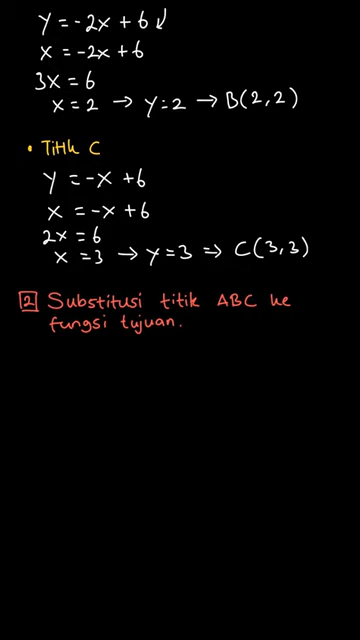 y = -2x + 6
x = -2x + 6
3x = 6
x = 2 → y = 2 → B(2, 2)
• Titik C
y = -x + 6
x = -x + 6
2x = 6
x = 3 → y = 3 ⇒ C(3, 3)
2 Substitusi titik ABC ke
fungsi tujuan.